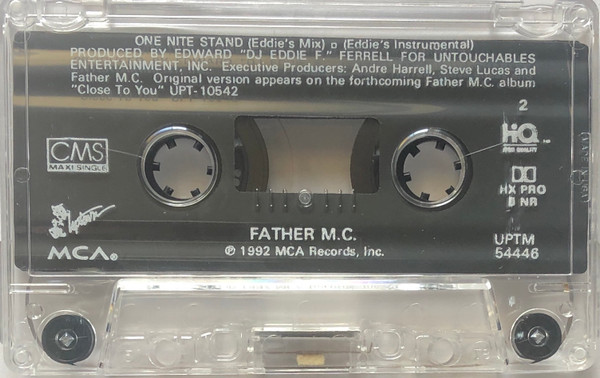 ONE NITE STAND (Eddie's Mix) □ (Eddie's Instrumental)
PRODUCED BY EDWARD "DJ EDDIE F." FERRELL FOR UNTOUCHABLES
ENTERTAINMENT, INC. Executive Producers: Andre Harrell, Steve Lucas and
Father M.C. Original version appears on the forthcoming Father M.C. album
"Close To You" UPT-10542
2
CMS
MAXI SINGLE
HQ
HIGH QUALITY
HX PRO
B NR
Uptown
MCA®
FATHER M.C.
℗ 1992 MCA Records, Inc.
UPTM
54446